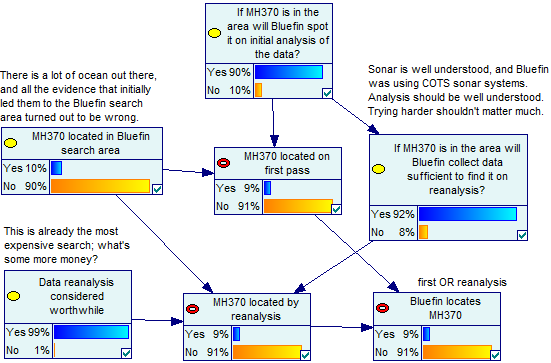 If MH370 is in the
area will Bluefin spot
it on initial analysis of
the data?
Yes 90%
No 10%
There is a lot of ocean out there,
and all the evidence that initially
led them to the Bluefin search
area turned out to be wrong.
Sonar is well understood, and Bluefin
was using COTS sonar systems.
Analysis should be well understood.
Trying harder shouldn't matter much.
MH370 located in Bluefin
search area
Yes 10%
No 90%
MH370 located on
first pass
Yes 9%
No 91%
If MH370 is in the area will
Bluefin collect data
sufficient to find it on
reanalysis?
Yes 92%
No 8%
This is already the most
expensive search; what's
some more money?
Data reanalysis
considered
worthwhile
Yes 99%
No 1%
MH370 located by
reanalysis
Yes 9%
No 91%
first OR reanalysis
Bluefin locates
MH370
Yes 9%
No 91%